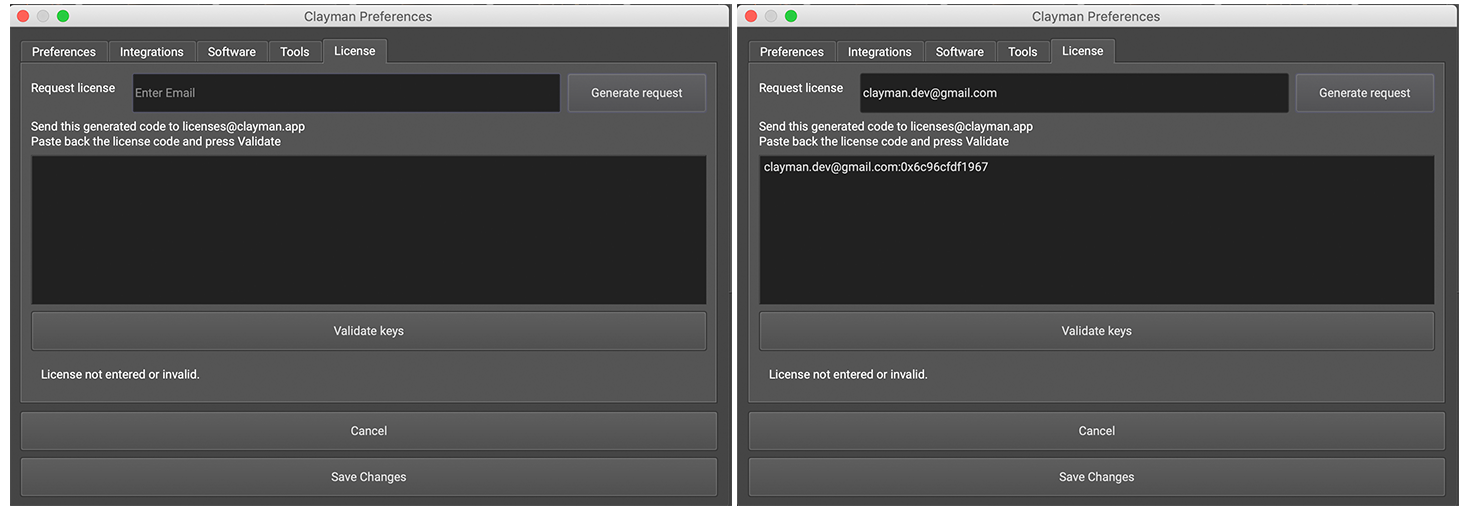 Clayman Preferences
Preferences Integrations Software Tools License
Request license Enter Email Generate request
Send this generated code to licenses@clayman.app
Paste back the license code and press Validate
Validate keys
License not entered or invalid.
Cancel
Save Changes
Clayman Preferences
Preferences Integrations Software Tools License
Request license clayman.dev@gmail.com Generate request
Send this generated code to licenses@clayman.app
Paste back the license code and press Validate
clayman.dev@gmail.com:0x6c96cfdf1967
Validate keys
License not entered or invalid.
Cancel
Save Changes